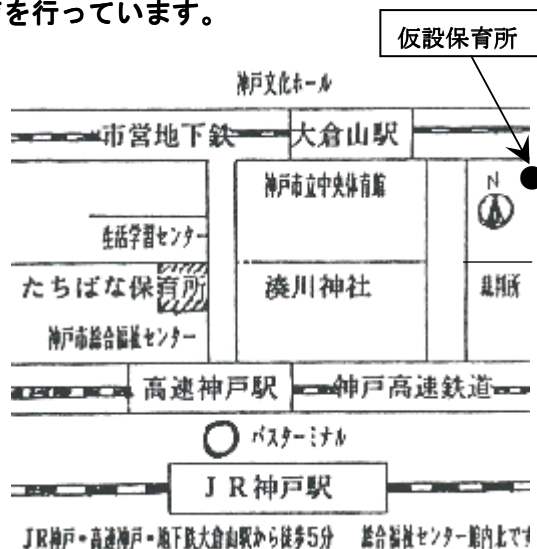 を行っています。
仮設保育所
神戸文化ホール
市営地下鉄 大倉山駅
神戸市立中央体育館
N
生活学習センター
たちばな保育所
湊川神社
裁判所
神戸市総合福祉センター
高速神戸駅 神戸高速鉄道
バスターミナル
JR神戸駅
JR神戸・高速神戸・地下鉄大倉山駅から徒歩5分 総合福祉センター館内北です